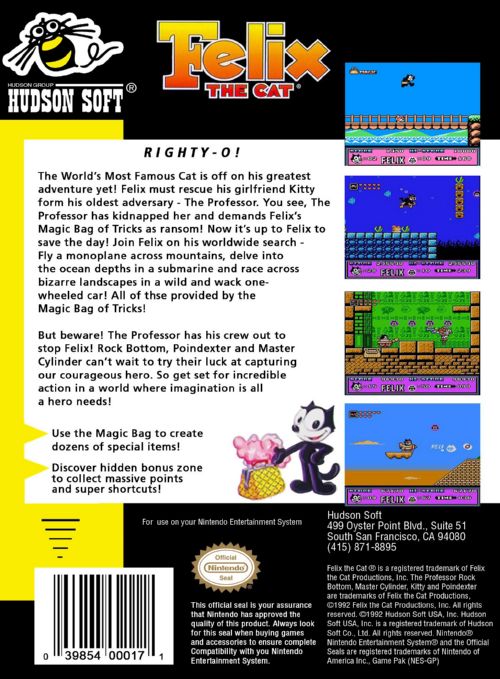 HUDSON GROUP
HUDSON SOFT®
Felix
THE CAT®
RIGHTY-O!
The World's Most Famous Cat is off on his greatest
adventure yet! Felix must rescue his girlfriend Kitty
form his oldest adversary - The Professor. You see, The
Professor has kidnapped her and demands Felix's
Magic Bag of Tricks as ransom! Now it's up to Felix to
save the day! Join Felix on his worldwide search -
Fly a monoplane across mountains, delve into
the ocean depths in a submarine and race across
bizarre landscapes in a wild and wack one-
wheeled car! All of thse provided by the
Magic Bag of Tricks!
But beware! The Professor has his crew out to
stop Felix! Rock Bottom, Poindexter and Master
Cylinder can't wait to try their luck at capturing
our courageous hero. So get set for incredible
action in a world where imagination is all
a hero needs!
Use the Magic Bag to create
dozens of special items!
Discover hidden bonus zone
to collect massive points
and super shortcuts!
FELIX
FELIX
FELIX
FELIX
For use on your Nintendo Entertainment System
Official
Nintendo®
Seal
This official seal is your assurance
that Nintendo has approved the
quality of this product. Always look
for this seal when buying games
and accessories to ensure complete
Compatibility with you Nintendo
Entertainment System.
Hudson Soft
499 Oyster Point Blvd., Suite 51
South San Francisco, CA 94080
(415) 871-8895
Felix the Cat ® is a registered trademark of Felix
the Cat Productions, Inc. The Professor Rock
Bottom, Master Cylinder, Kitty and Poindexter
are trademarks of Felix the Cat Productions,
©1992 Felix the Cat Productions, Inc. All rights
reserved. ©1992 Hudson Soft USA, Inc. Hudson
Soft USA, Inc. is a registered trademark of Hudson
Soft Co., Ltd. All rights reserved. Nintendo®
Nintendo Entertainment System® and the Official
Seals are registered trademarks of Nintendo of
America Inc., Game Pak (NES-GP)
0 39854 00017 1